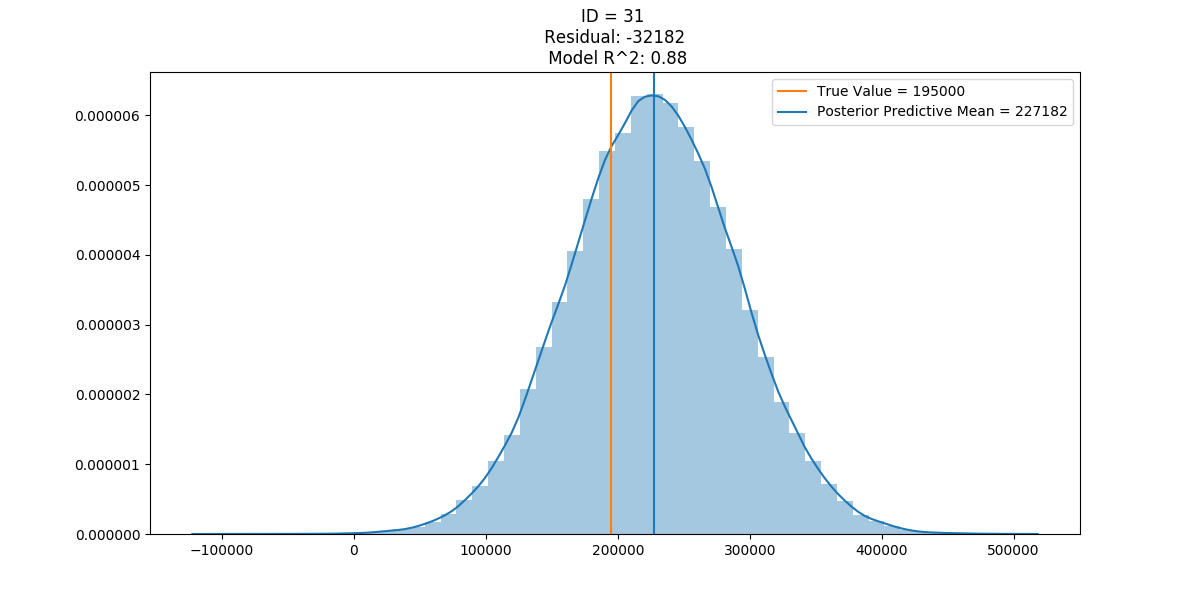 ID = 31
Residual: -32182
Model R^2: 0.88
True Value = 195000
Posterior Predictive Mean = 227182
0.000006
0.000005
0.000004
0.000003
0.000002
0.000001
0.000000
−100000
0
100000
200000
300000
400000
500000